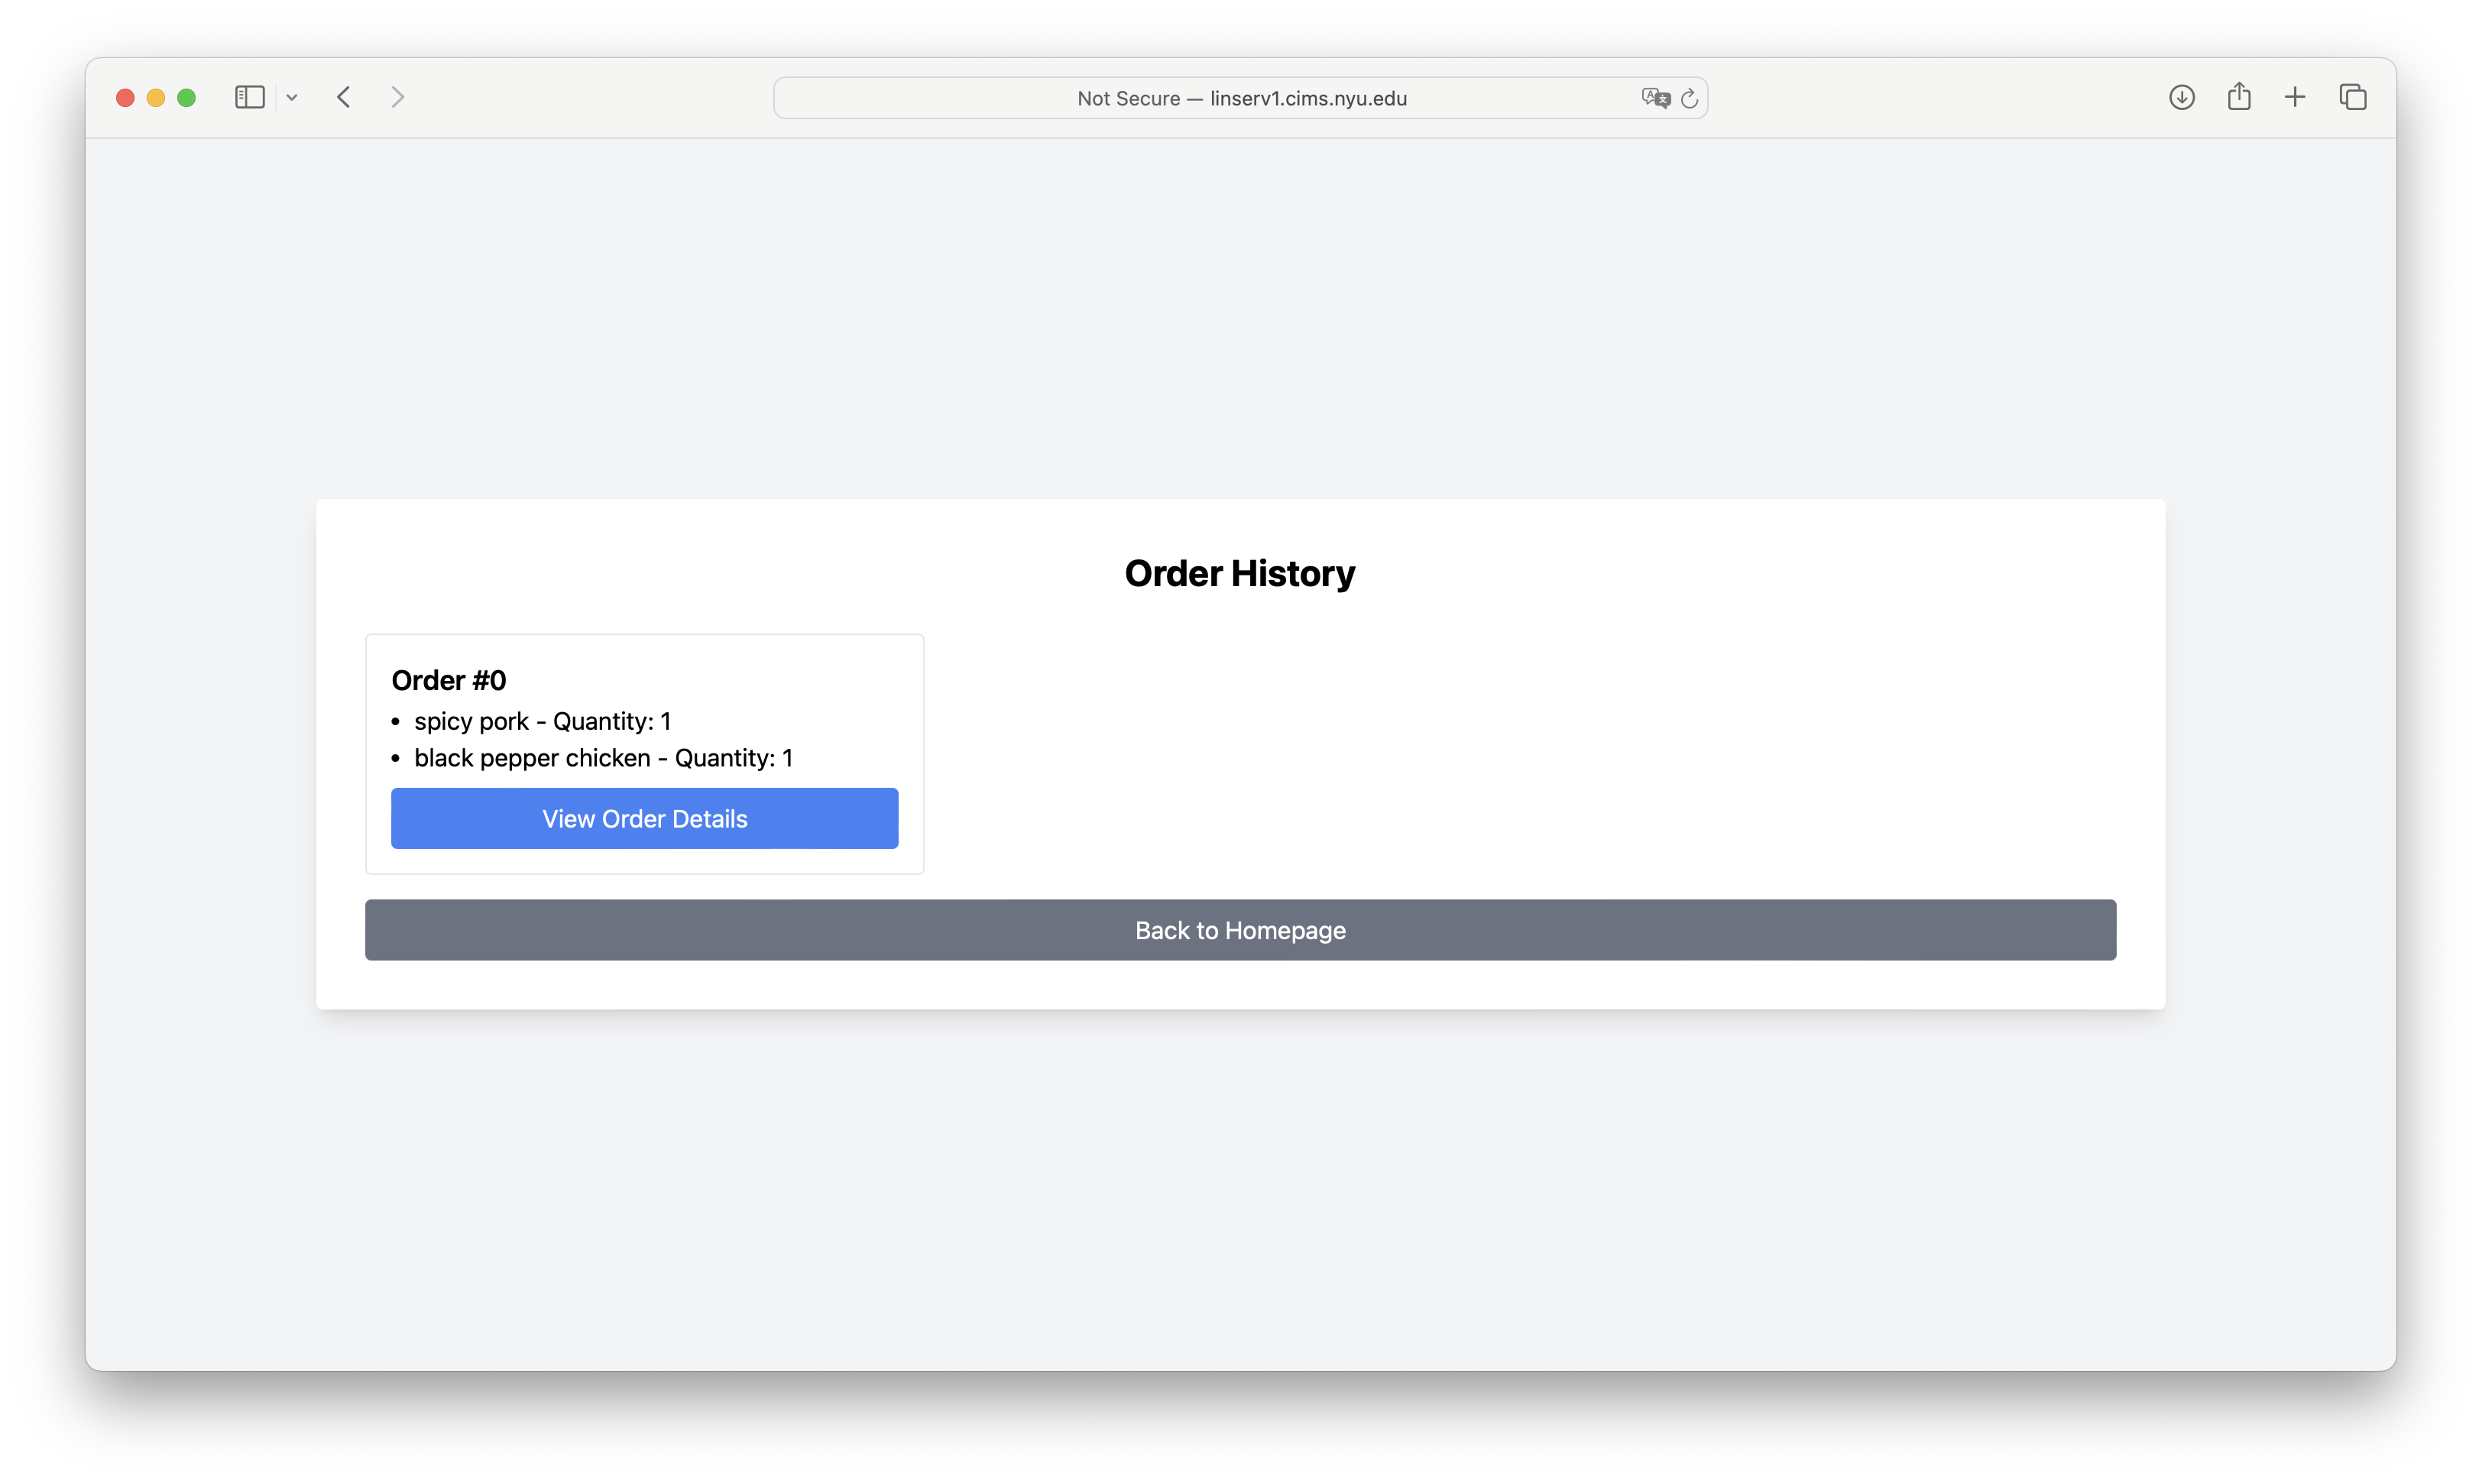 Not Secure — linserv1.cims.nyu.edu
Order History
Order #0
• spicy pork - Quantity: 1
• black pepper chicken - Quantity: 1
View Order Details
Back to Homepage